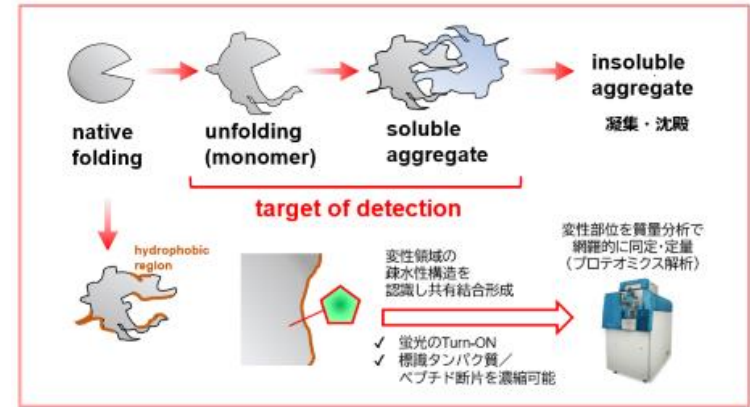 native
folding
unfolding
(monomer)
soluble
aggregate
insoluble
aggregate
凝集・沈殿
target of detection
hydrophobic
region
変性領域の
疎水性構造を
認識し共有結合形成
✓ 蛍光のTurn-ON
✓ 標識タンパク質／
ペプチド断片を濃縮可能
変性部位を質量分析で
網羅的に同定・定量
（プロテオミクス解析）